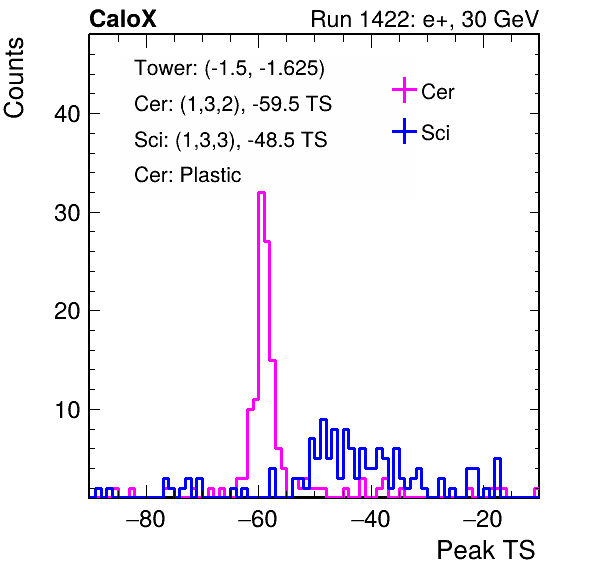 CaloX Run 1422: e+, 30 GeV
Counts
Tower: (-1.5, -1.625)
Cer: (1,3,2), -59.5 TS
Sci: (1,3,3), -48.5 TS
Cer: Plastic
Cer
Sci
40
30
20
10
−80 −60 −40 −20
Peak TS